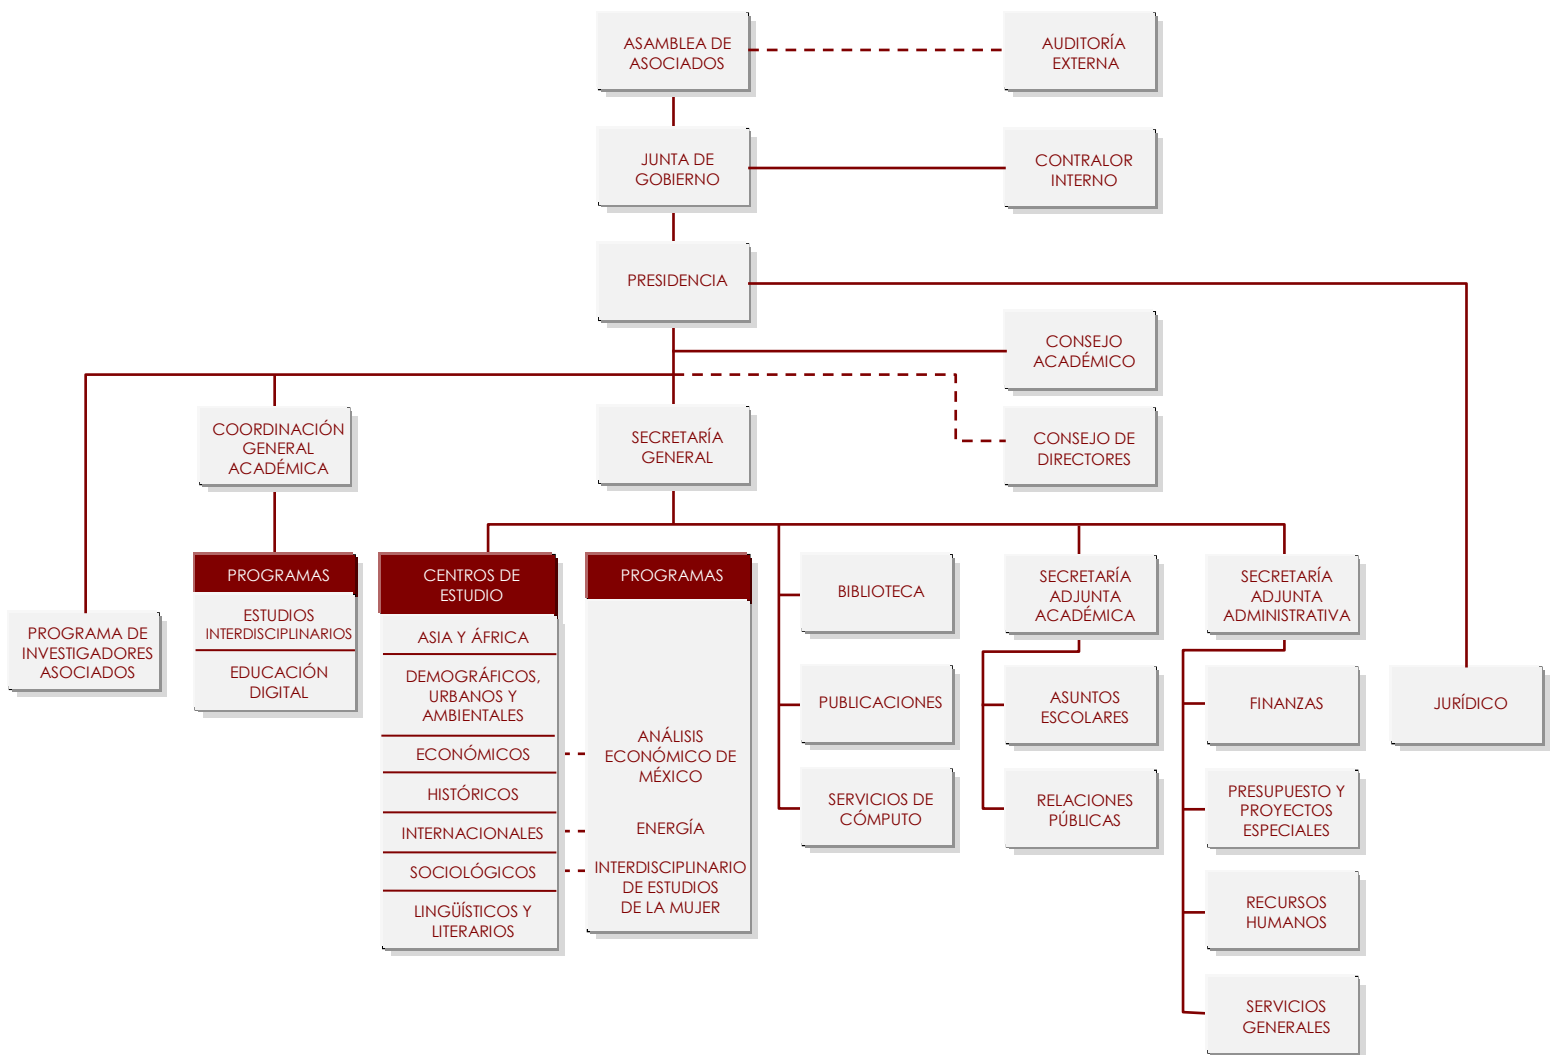 ASAMBLEA DE
ASOCIADOS
AUDITORÍA
EXTERNA
JUNTA DE
GOBIERNO
CONTRALOR
INTERNO
PRESIDENCIA
CONSEJO
ACADÉMICO
COORDINACIÓN
GENERAL
ACADÉMICA
SECRETARÍA
GENERAL
CONSEJO DE
DIRECTORES
PROGRAMA DE
INVESTIGADORES
ASOCIADOS
PROGRAMAS
ESTUDIOS
INTERDISCIPLINARIOS
EDUCACIÓN
DIGITAL
CENTROS DE
ESTUDIO
ASIA Y ÁFRICA
DEMOGRÁFICOS,
URBANOS Y
AMBIENTALES
ECONÓMICOS
HISTÓRICOS
INTERNACIONALES
SOCIOLÓGICOS
LINGÜÍSTICOS Y
LITERARIOS
PROGRAMAS
ANÁLISIS
ECONÓMICO DE
MÉXICO
ENERGÍA
INTERDISCIPLINARIO
DE ESTUDIOS
DE LA MUJER
BIBLIOTECA
PUBLICACIONES
SERVICIOS DE
CÓMPUTO
SECRETARÍA
ADJUNTA
ACADÉMICA
ASUNTOS
ESCOLARES
RELACIONES
PÚBLICAS
SECRETARÍA
ADJUNTA
ADMINISTRATIVA
FINANZAS
PRESUPUESTO Y
PROYECTOS
ESPECIALES
RECURSOS
HUMANOS
SERVICIOS
GENERALES
JURÍDICO